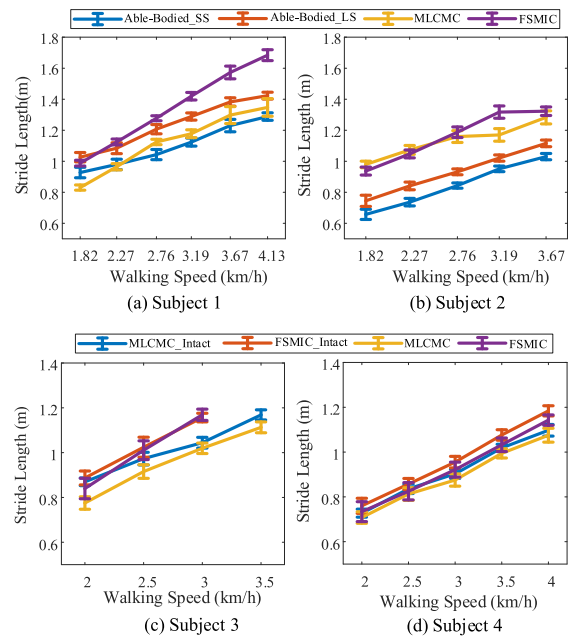 Able-Bodied_SS Able-Bodied_LS MLCMC FSMIC
1.8
1.6
1.4
1.2
1
0.8
0.6
Stride Length(m)
1.82 2.27 2.76 3.19 3.67 4.13
Walking Speed (km/h)
(a) Subject 1
1.8
1.6
1.4
1.2
1
0.8
0.6
Stride Length (m)
1.82 2.27 2.76 3.19 3.67
Walking Speed (km/h)
(b) Subject 2
MLCMC_Intact FSMIC_Intact MLCMC FSMIC
1.4
1.2
1
0.8
0.6
Stride Length (m)
2 2.5 3 3.5
Walking Speed (km/h)
(c) Subject 3
1.4
1.2
1
0.8
0.6
Stride Length (m)
2 2.5 3 3.5 4
Walking Speed (km/h)
(d) Subject 4